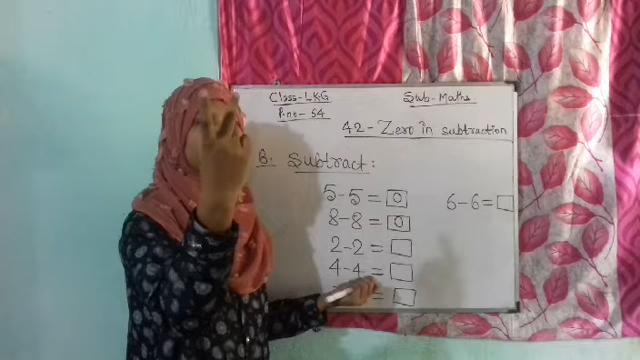 Class - LKG
Sub - Maths
P.no - 54
42 - Zero in subtraction
B. Subtract:
5 - 5 = 0
6 - 6 =
8 - 8 = 0
2 - 2 =
4 - 4 =
=